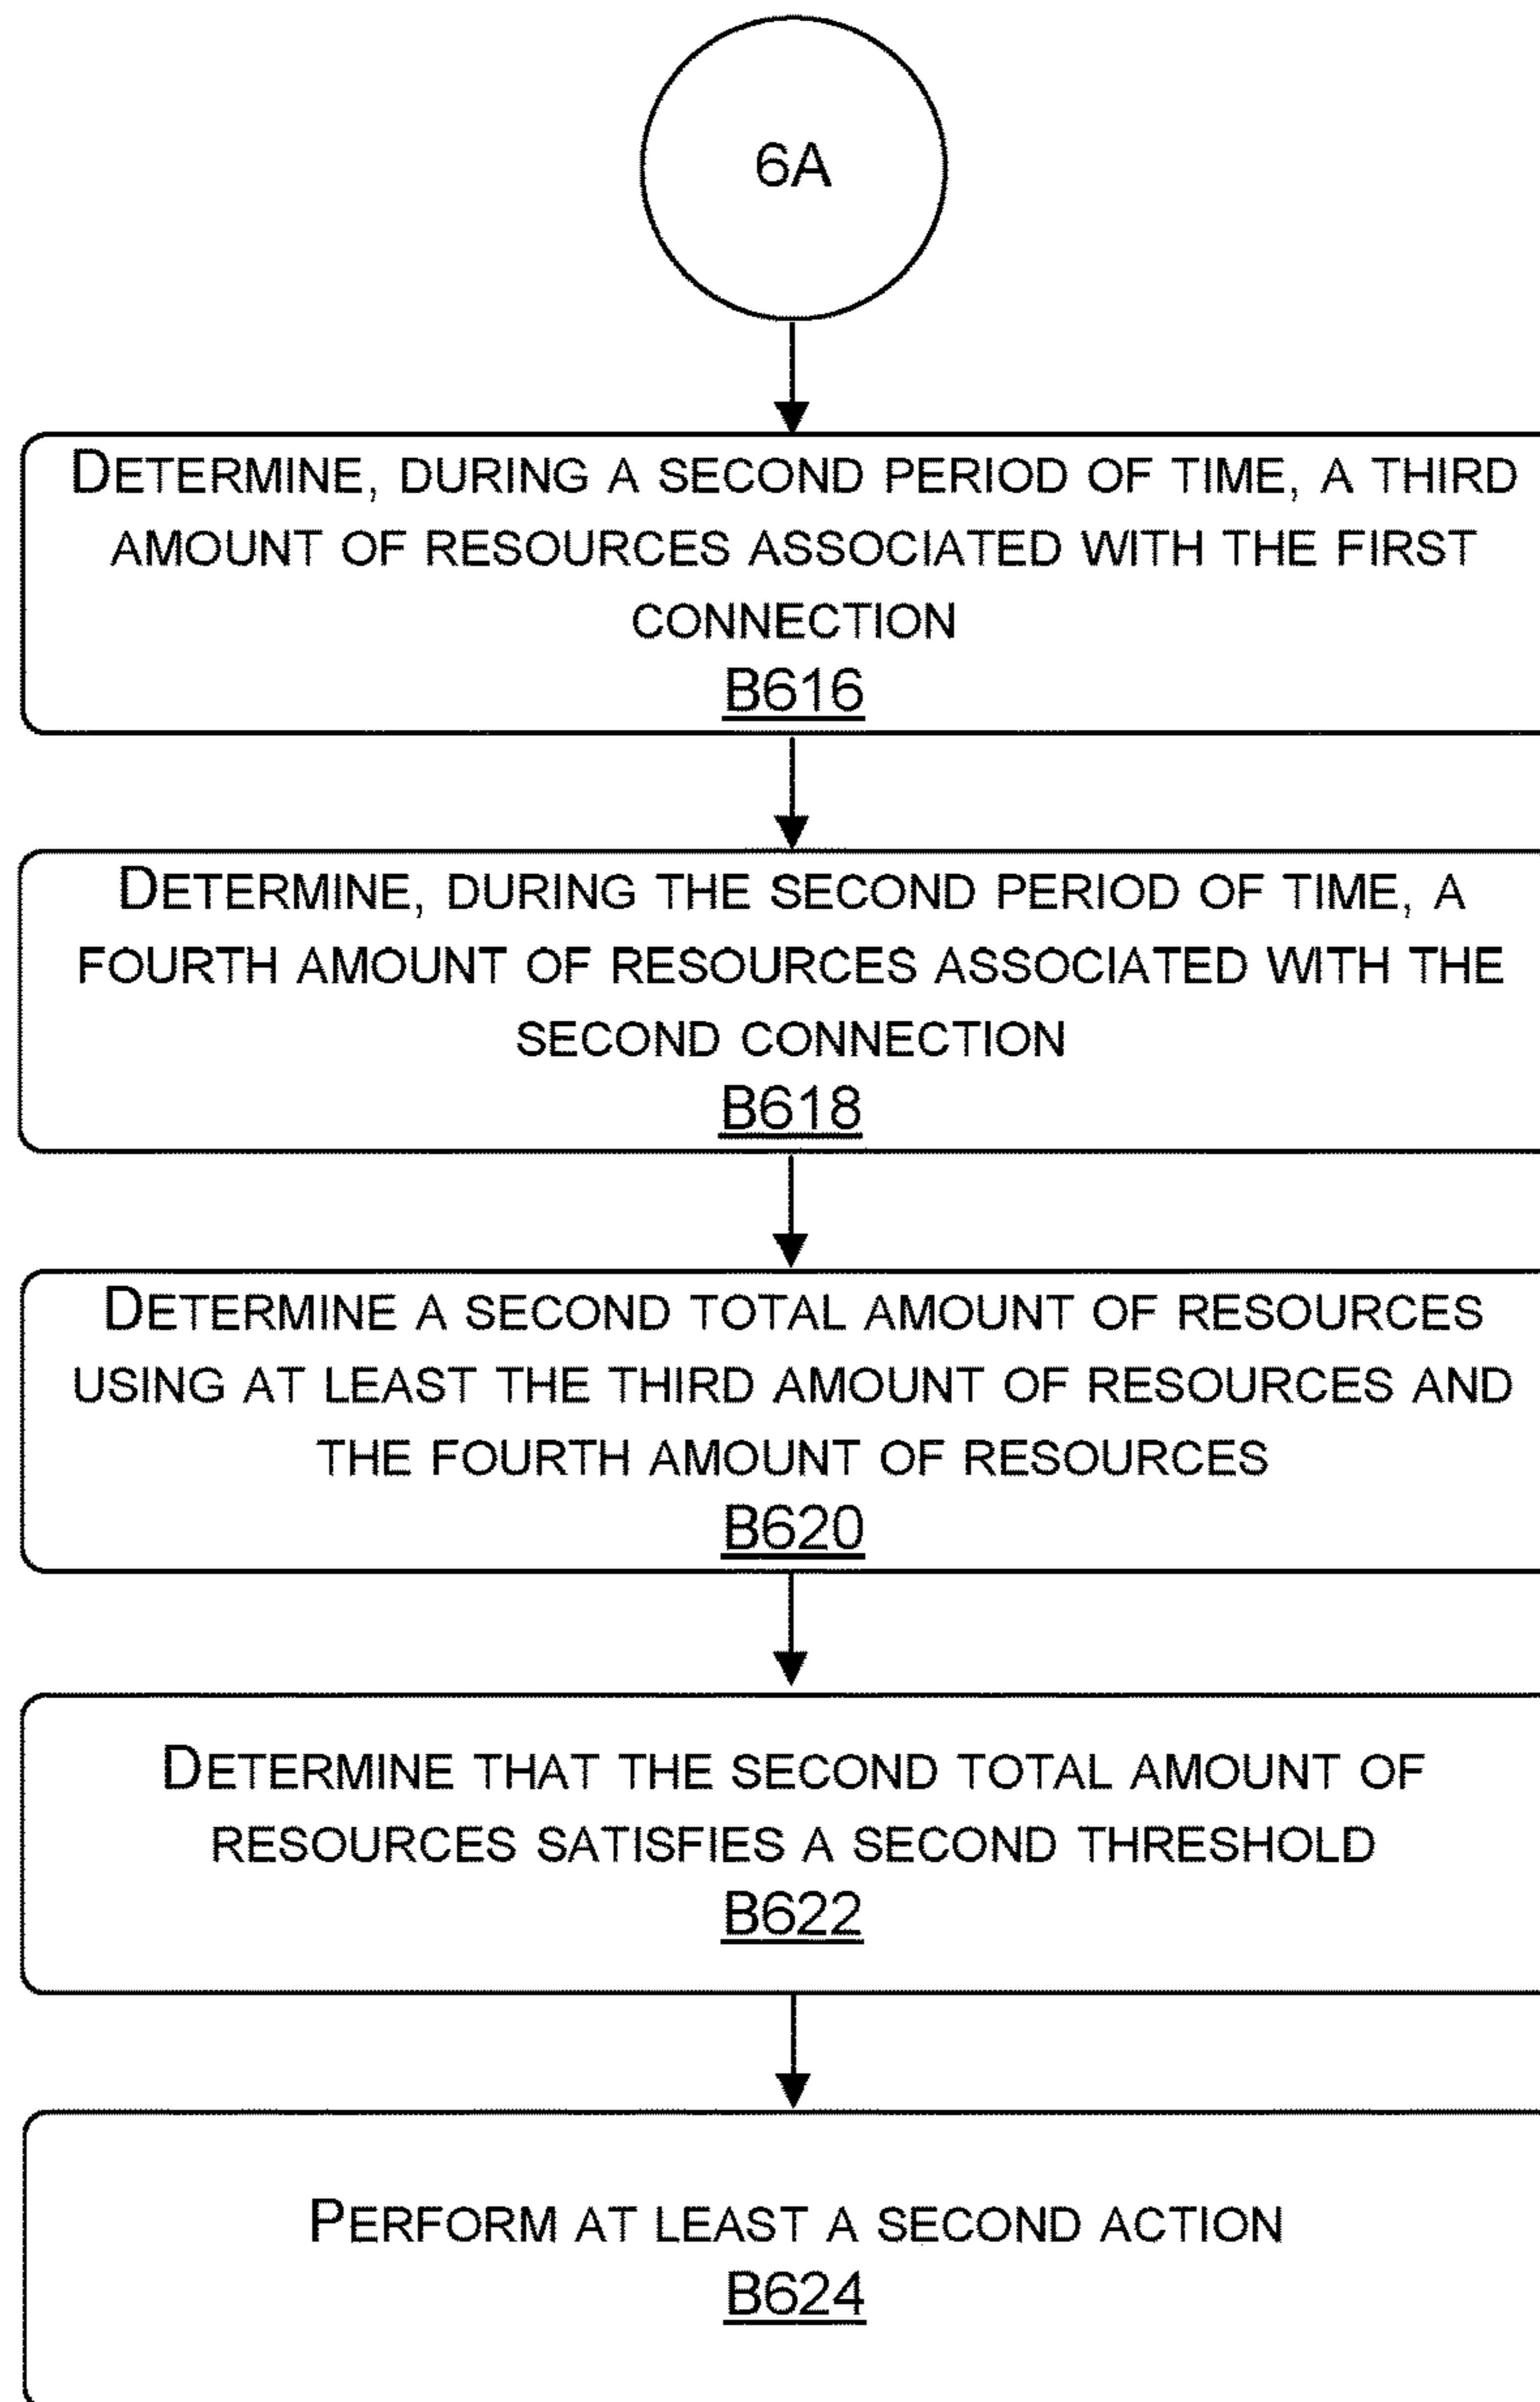 6A
DETERMINE, DURING A SECOND PERIOD OF TIME, A THIRD
AMOUNT OF RESOURCES ASSOCIATED WITH THE FIRST
CONNECTION
B616
DETERMINE, DURING THE SECOND PERIOD OF TIME, A
FOURTH AMOUNT OF RESOURCES ASSOCIATED WITH THE
SECOND CONNECTION
B618
DETERMINE A SECOND TOTAL AMOUNT OF RESOURCES
USING AT LEAST THE THIRD AMOUNT OF RESOURCES AND
THE FOURTH AMOUNT OF RESOURCES
B620
DETERMINE THAT THE SECOND TOTAL AMOUNT OF
RESOURCES SATISFIES A SECOND THRESHOLD
B622
PERFORM AT LEAST A SECOND ACTION
B624